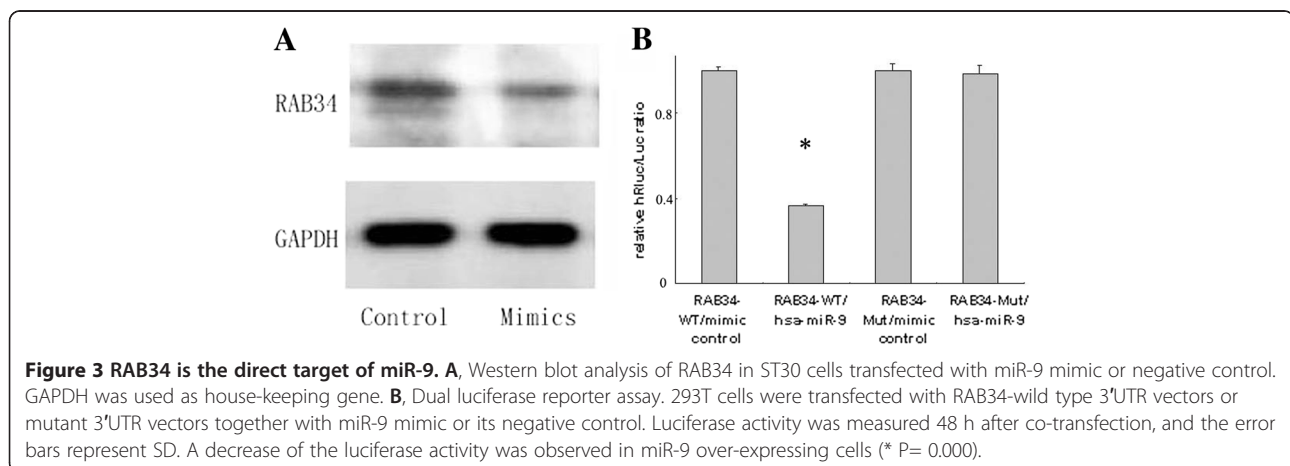 A
B
RAB34
GAPDH
Control Mimics
relative hRluc/Luc ratio
0.8
0.4
0
*
RAB34-
WT/mimic
control
RAB34-WT/
hsa-miR-9
RAB34-
Mut/mimic
control
RAB34-Mut/
hsa-miR-9
Figure 3 RAB34 is the direct target of miR-9. A, Western blot analysis of RAB34 in ST30 cells transfected with miR-9 mimic or negative control.
GAPDH was used as house-keeping gene. B, Dual luciferase reporter assay. 293T cells were transfected with RAB34-wild type 3′UTR vectors or
mutant 3′UTR vectors together with miR-9 mimic or its negative control. Luciferase activity was measured 48 h after co-transfection, and the error
bars represent SD. A decrease of the luciferase activity was observed in miR-9 over-expressing cells (* P= 0.000).